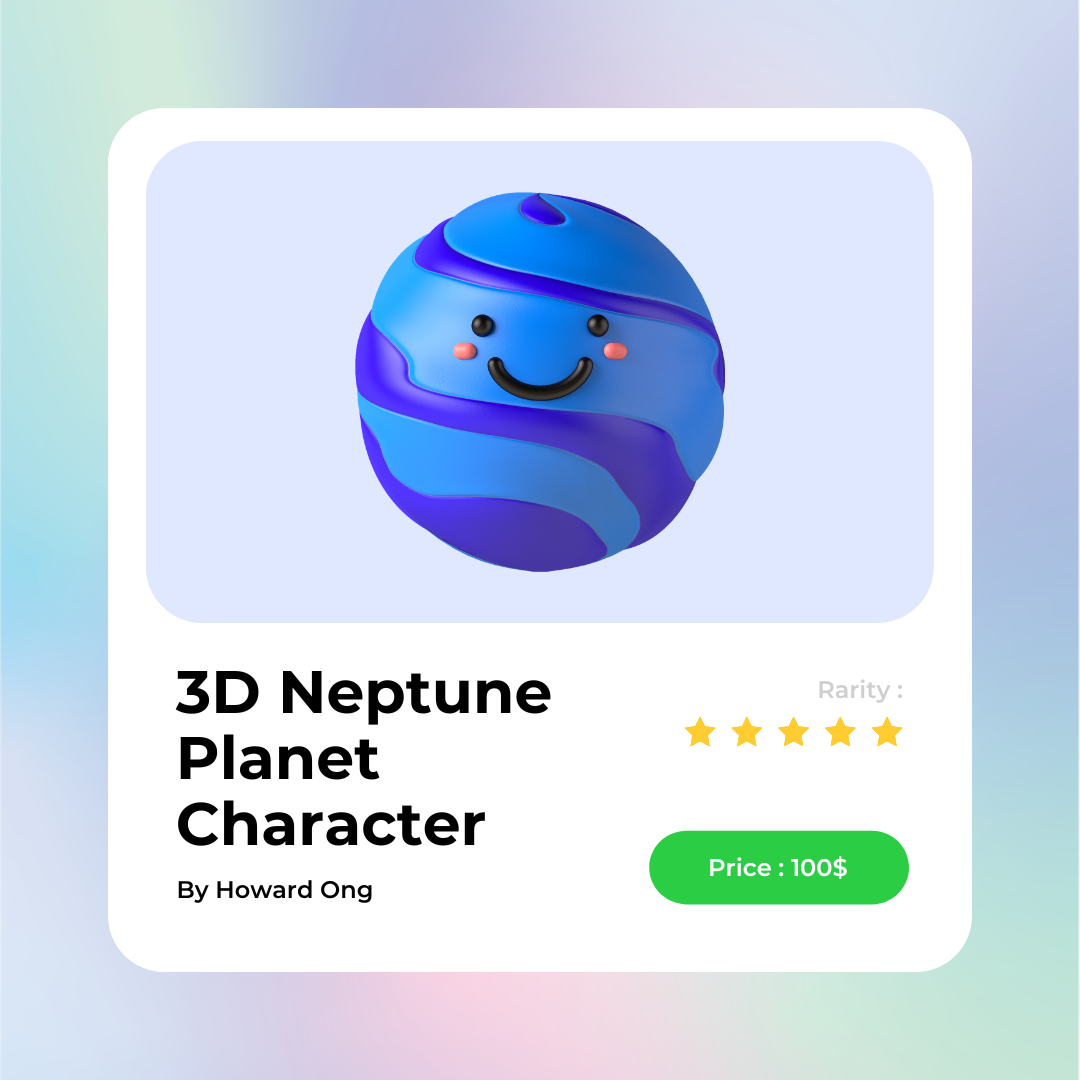 3D Neptune
Planet
Character
By Howard Ong
Rarity :
Price : 100$